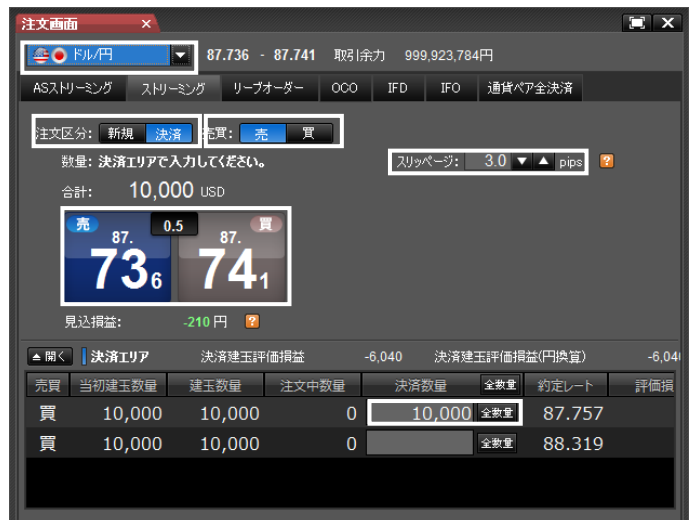 注文画面 ×
ドル/円 87.736 - 87.741 取引余力 999,923,784円
ASストリーミング ストリーミング リーブオーダー OCO IFD IFO 通貨ペア全決済
注文区分: 新規 決済 売買: 売 買
数量: 決済エリアで入力してください。 スリッページ: 3.0 ▼ ▲ pips ?
合計: 10,000 USD
売 0.5 買
87. 87.
736 741
見込損益: -210 円 ?
▲開く 決済エリア 決済建玉評価損益 -6,040 決済建玉評価損益(円換算) -6,04
売買 当初建玉数量 建玉数量 注文中数量 決済数量 全数量 約定レート 評価損
買 10,000 10,000 0 10,000 全数量 87.757
買 10,000 10,000 0 全数量 88.319